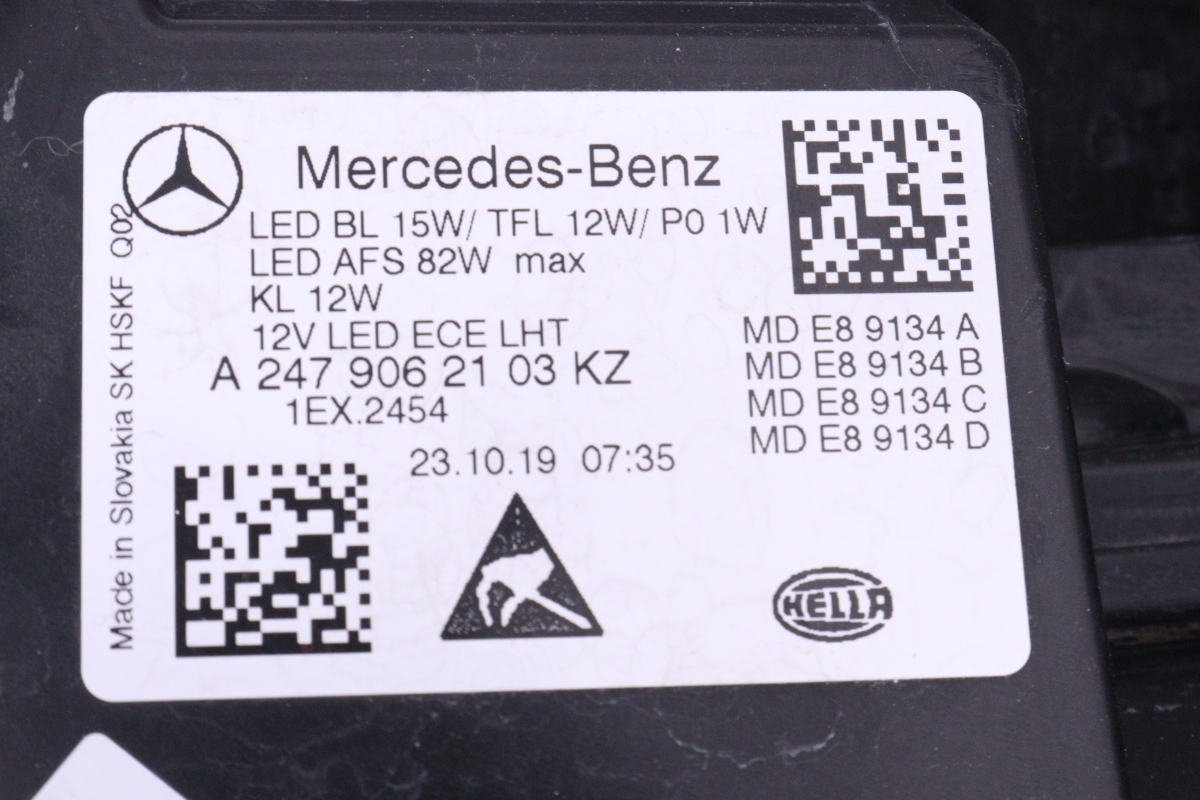 Mercedes-Benz
LED BL 15W/ TFL 12W/ PO 1W
LED AFS 82W max
KL 12W
12V LED ECE LHT
A 247 906 21 03 KZ
1EX.2454
23.10.19 07:35
MD E8 9134 A
MD E8 9134 B
MD E8 9134 C
MD E8 9134 D
Made in Slovakia SK HSKF Q02
HELLA